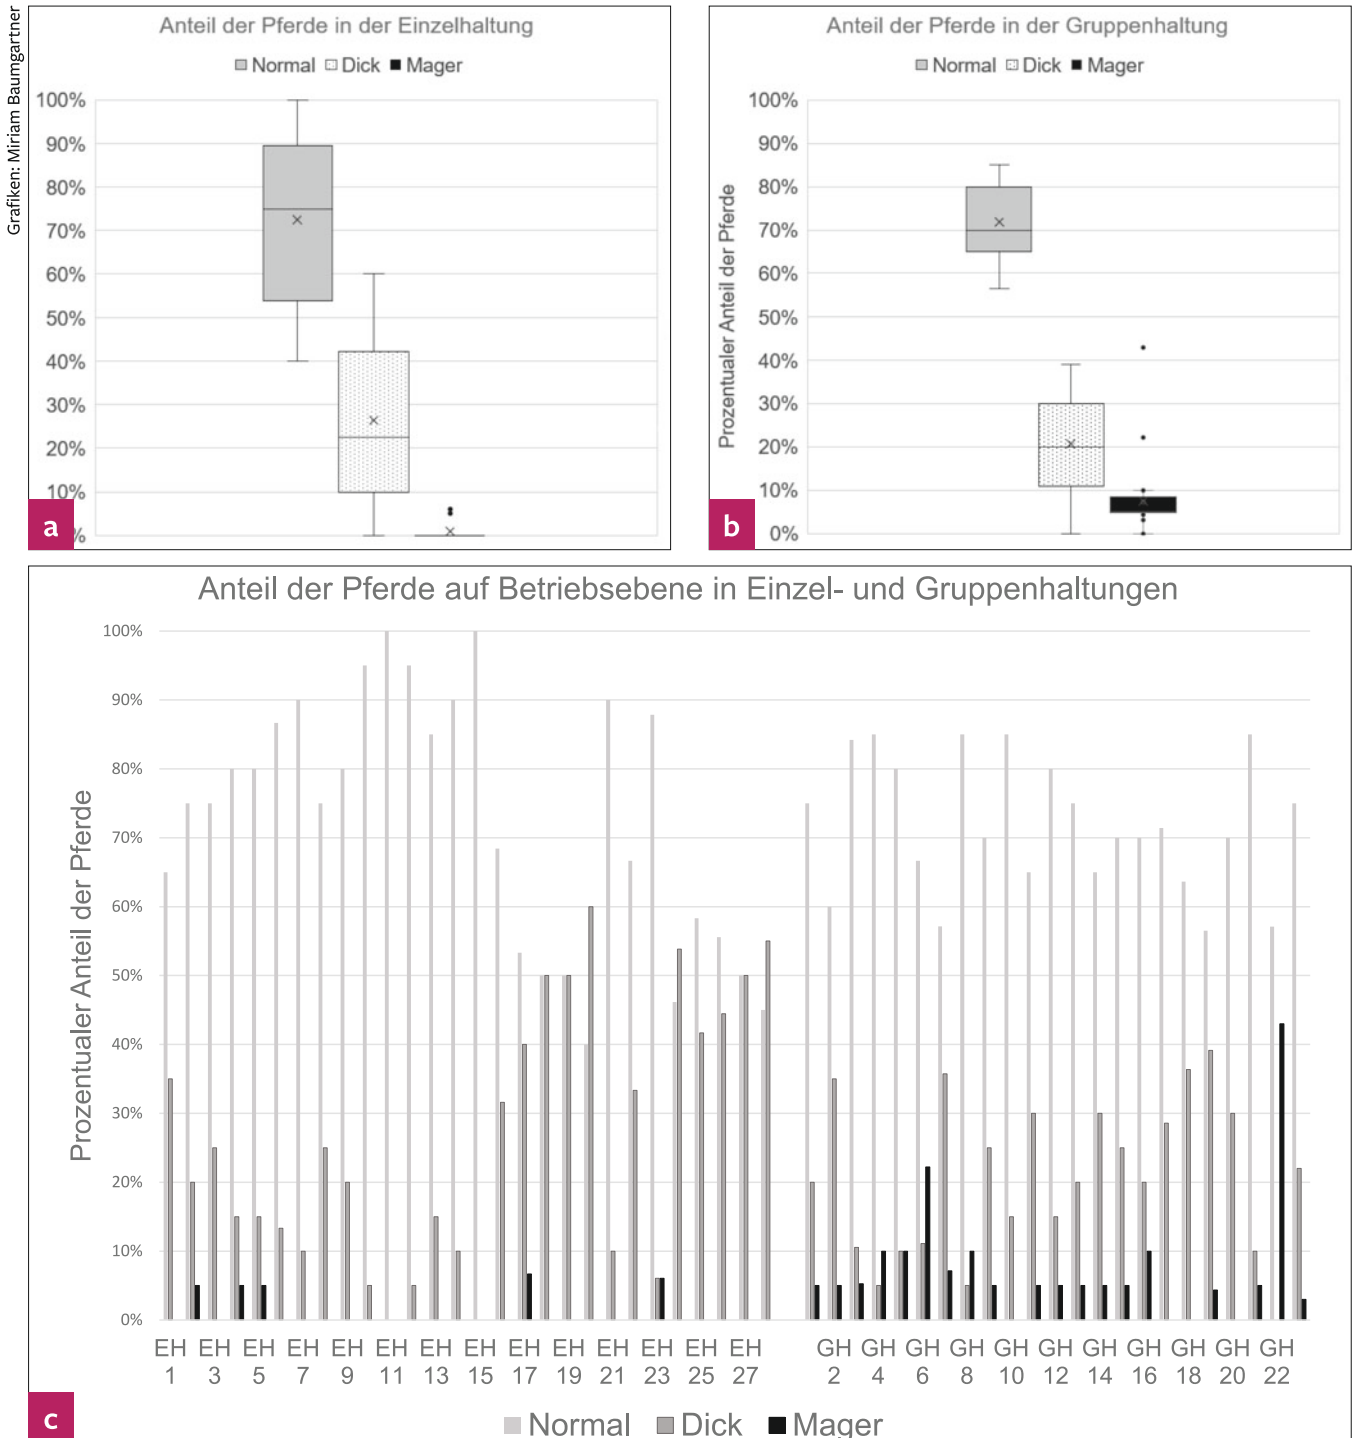 Grafiken: Miriam Baumgartner
Anteil der Pferde in der Einzelhaltung
Normal Dick Mager
100%
90%
80%
70%
60%
50%
40%
30%
20%
10%
%
a
Anteil der Pferde in der Gruppenhaltung
Normal Dick Mager
Prozentualer Anteil der Pferde
100%
90%
80%
70%
60%
50%
40%
30%
20%
10%
0%
b
Anteil der Pferde auf Betriebsebene in Einzel- und Gruppenhaltungen
Prozentualer Anteil der Pferde
100%
90%
80%
70%
60%
50%
40%
30%
20%
10%
0%
EH EH EH EH EH EH EH EH EH EH EH EH EH EH GH GH GH GH GH GH GH GH GH GH GH
1 3 5 7 9 11 13 15 17 19 21 23 25 27 2 4 6 8 10 12 14 16 18 20 22
Normal Dick Mager
c